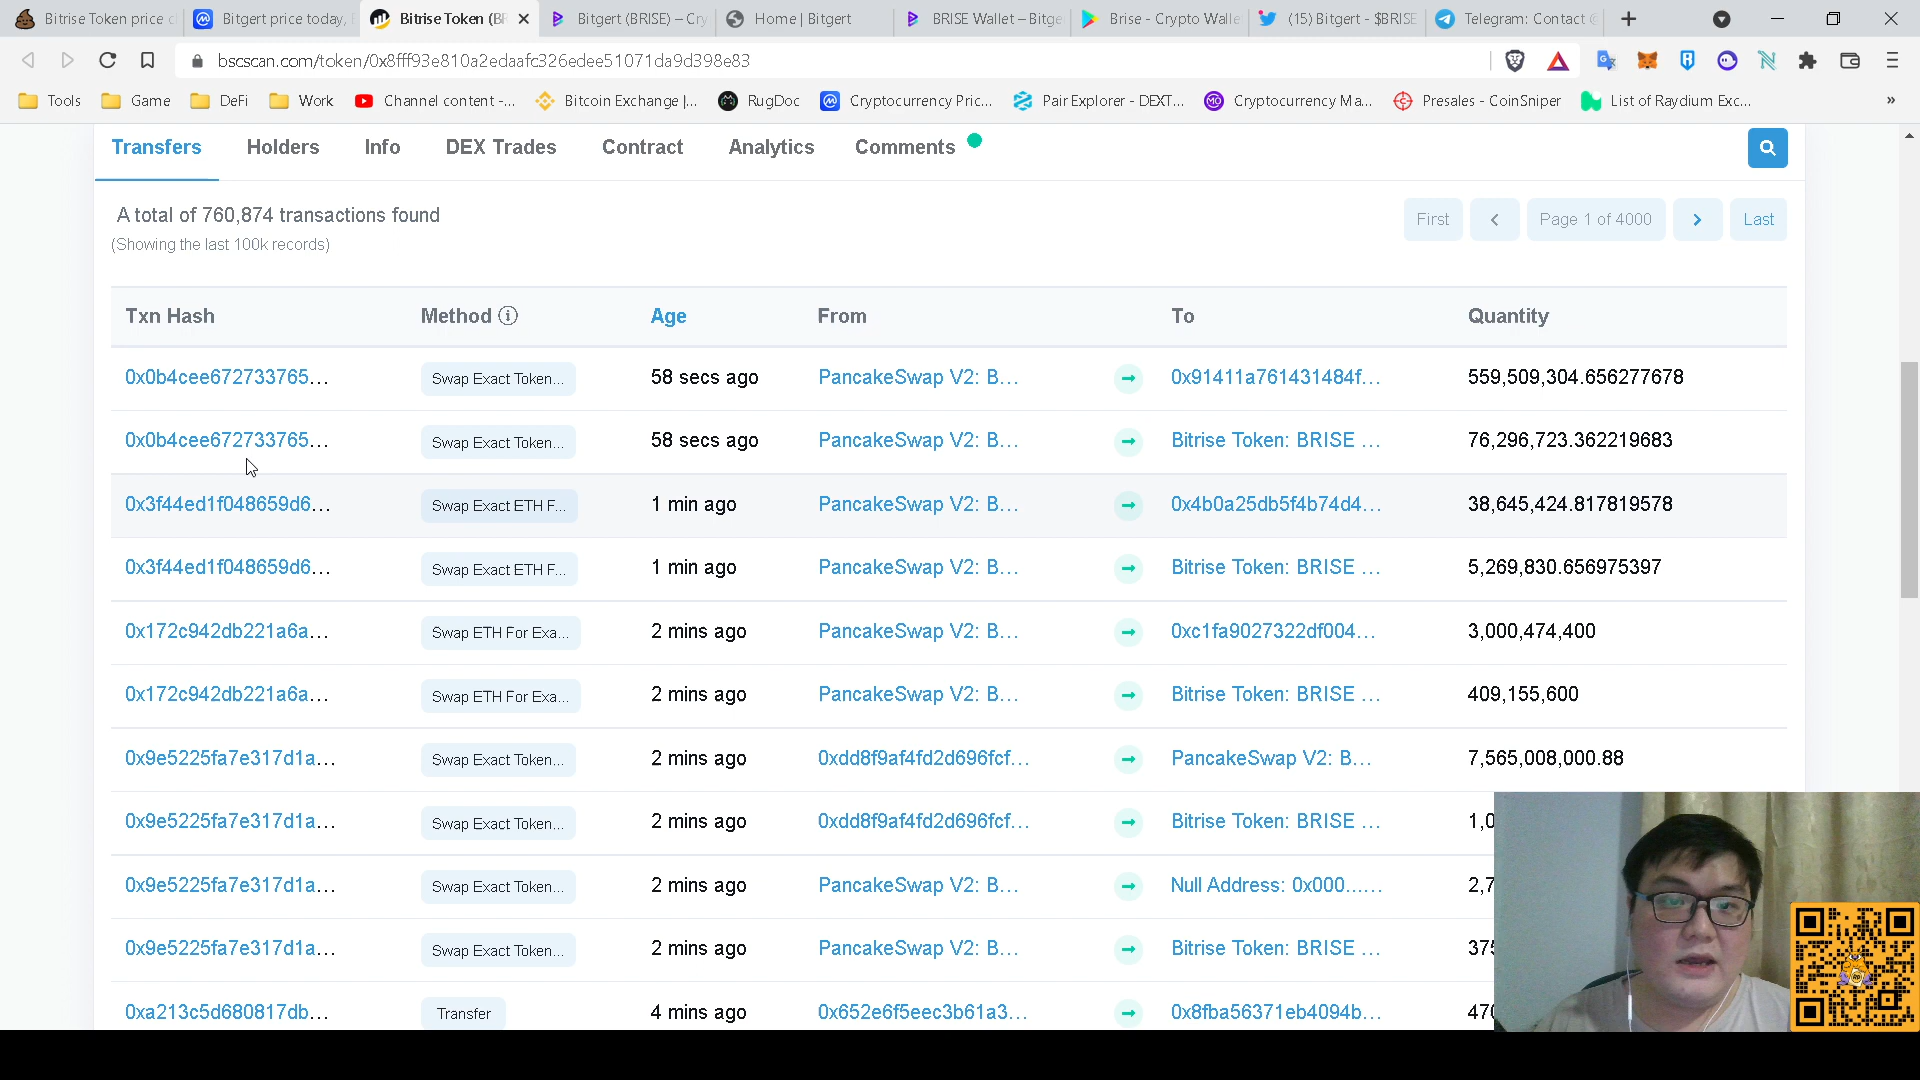 Bitrise Token price c
Bitgert price today,
Bitrise Token (BR
Bitgert (BRISE) – Cry
Home | Bitgert
BRISE Wallet – Bitge
Brise - Crypto Walle
(15) Bitgert - $BRISE
Telegram: Contact @
bscscan.com/token/0x8fff93e810a2edaafc326edee51071da9d398e83
Tools
Game
DeFi
Work
Channel content -...
Bitcoin Exchange |...
RugDoc
Cryptocurrency Pric...
Pair Explorer - DEXT...
Cryptocurrency Ma...
Presales - CoinSniper
List of Raydium Exc...
»
Transfers Holders Info DEX Trades Contract Analytics Comments
A total of 760,874 transactions found
(Showing the last 100k records)
First Page 1 of 4000 Last
Txn Hash Method Age From To Quantity
0x0b4cee672733765... Swap Exact Token... 58 secs ago PancakeSwap V2: B... 0x91411a761431484f... 559,509,304.656277678
0x0b4cee672733765... Swap Exact Token... 58 secs ago PancakeSwap V2: B... Bitrise Token: BRISE ... 76,296,723.362219683
0x3f44ed1f048659d6... Swap Exact ETH F... 1 min ago PancakeSwap V2: B... 0x4b0a25db5f4b74d4... 38,645,424.817819578
0x3f44ed1f048659d6... Swap Exact ETH F... 1 min ago PancakeSwap V2: B... Bitrise Token: BRISE ... 5,269,830.656975397
0x172c942db221a6a... Swap ETH For Exa... 2 mins ago PancakeSwap V2: B... 0xc1fa9027322df004... 3,000,474,400
0x172c942db221a6a... Swap ETH For Exa... 2 mins ago PancakeSwap V2: B... Bitrise Token: BRISE ... 409,155,600
0x9e5225fa7e317d1a... Swap Exact Token... 2 mins ago 0xdd8f9af4fd2d696fcf... PancakeSwap V2: B... 7,565,008,000.88
0x9e5225fa7e317d1a... Swap Exact Token... 2 mins ago 0xdd8f9af4fd2d696fcf... Bitrise Token: BRISE ... 1,0
0x9e5225fa7e317d1a... Swap Exact Token... 2 mins ago PancakeSwap V2: B... Null Address: 0x000...... 2,7
0x9e5225fa7e317d1a... Swap Exact Token... 2 mins ago PancakeSwap V2: B... Bitrise Token: BRISE ... 375
0xa213c5d680817db... Transfer 4 mins ago 0x652e6f5eec3b61a3... 0x8fba56371eb4094b... 470